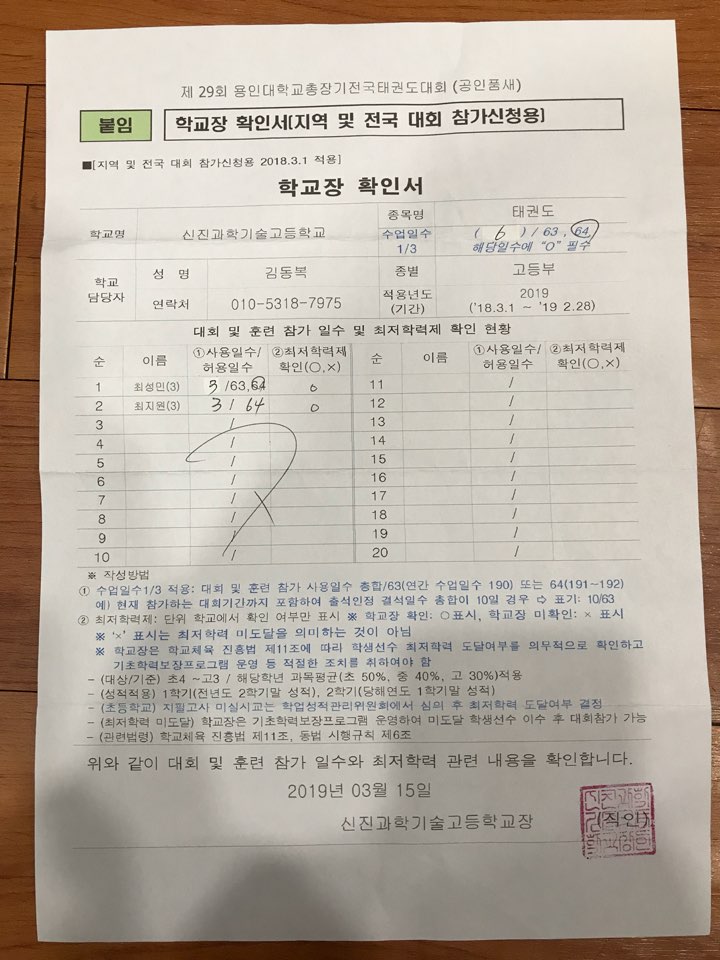 제 29회 용인대학교총장기전국태권도대회 (공인품새)
붙임 학교장 확인서(지역 및 전국 대회 참가신청용)
■[지역 및 전국 대회 참가신청용 2018.3.1 적용]
학교장 확인서
학교명 신진과학기술고등학교 종목명 태권도
수업일수 1/3 ( 6 ) / 63 , 64,
해당일수에 "O" 필수
학교 담당자 성 명 김동복 종별 고등부
연락처 010-5318-7975 적용년도 (기간) 2019 ('18.3.1 ~ '19 2.28)
대회 및 훈련 참가 일수 및 최저학력제 확인 현황
순 이름 ①사용일수/허용일수 ②최저학력제 확인(○,×) 순 이름 ①사용일수/허용일수 ②최저학력제 확인(○,×)
1 최성민(3) 3 /63,64 o 11 /
2 최지원(3) 3 / 64 o 12 /
3 / 13 /
4 / 14 /
5 / 15 /
6 / 16 /
7 / 17 /
8 / 18 /
9 / 19 /
10 / 20 /
※ 작성방법
① 수업일수1/3 적용: 대회 및 훈련 참가 사용일수 총합/63(연간 수업일수 190) 또는 64(191~192)
예) 현재 참가하는 대회기간까지 포함하여 출석인정 결석일수 총합이 10일 경우 ⇨ 표기: 10/63
② 최저학력제: 단위 학교에서 확인 여부만 표시 ※ 학교장 확인: ○표시, 학교장 미확인: × 표시
※ '×' 표시는 최저학력 미도달을 의미하는 것이 아님
※ 학교장은 학교체육 진흥법 제11조에 따라 학생선수 최저학력 도달여부를 의무적으로 확인하고
기초학력보장프로그램 운영 등 적절한 조치를 취하여야 함
- (대상/기준) 초4 ~고3 / 해당학년 과목평균(초 50%, 중 40%, 고 30%)적용
- (성적적용) 1학기(전년도 2학기말 성적), 2학기(당해연도 1학기말 성적)
- (초등학교) 지필고사 미실시교는 학업성적관리위원회에서 심의 후 최저학력 도달여부 결정
- (최저학력 미도달) 학교장은 기초학력보장프로그램 운영하여 미도달 학생선수 이수 후 대회참가 가능
- (관련법령) 학교체육 진흥법 제11조, 동법 시행규칙 제6조
위와 같이 대회 및 훈련 참가 일수와 최저학력 관련 내용을 확인합니다.
2019년 03월 15일
신진과학기술고등학교장 (직인)